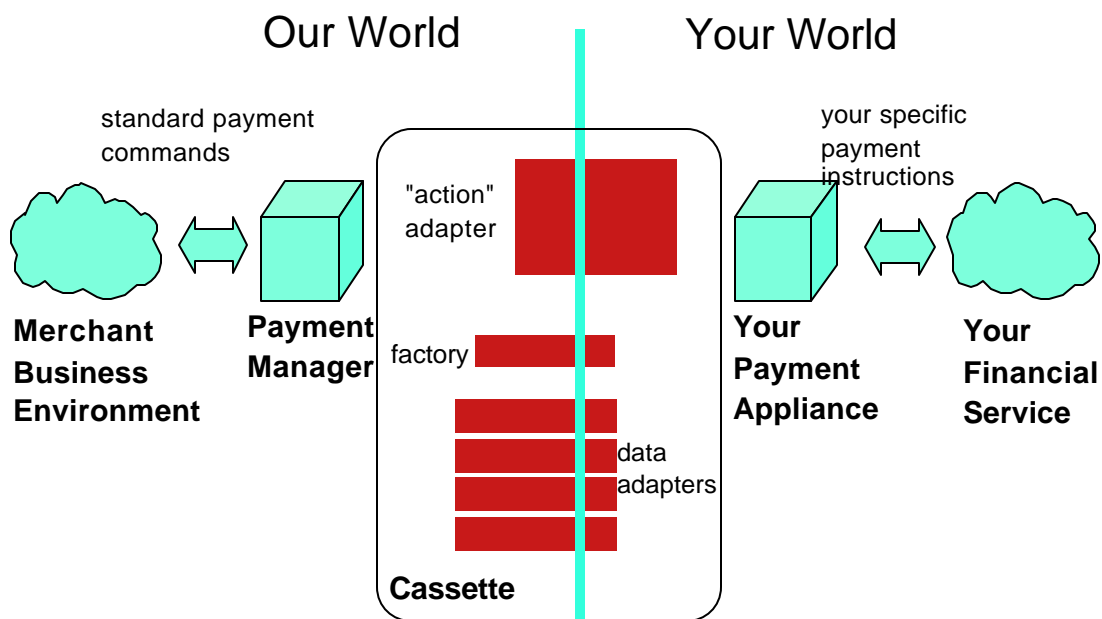 Our World
Your World
standard payment
commands
your specific
payment
instructions
"action"
adapter
Merchant
Business
Environment
Payment
Manager
factory
data
adapters
Cassette
Your
Payment
Appliance
Your
Financial
Service